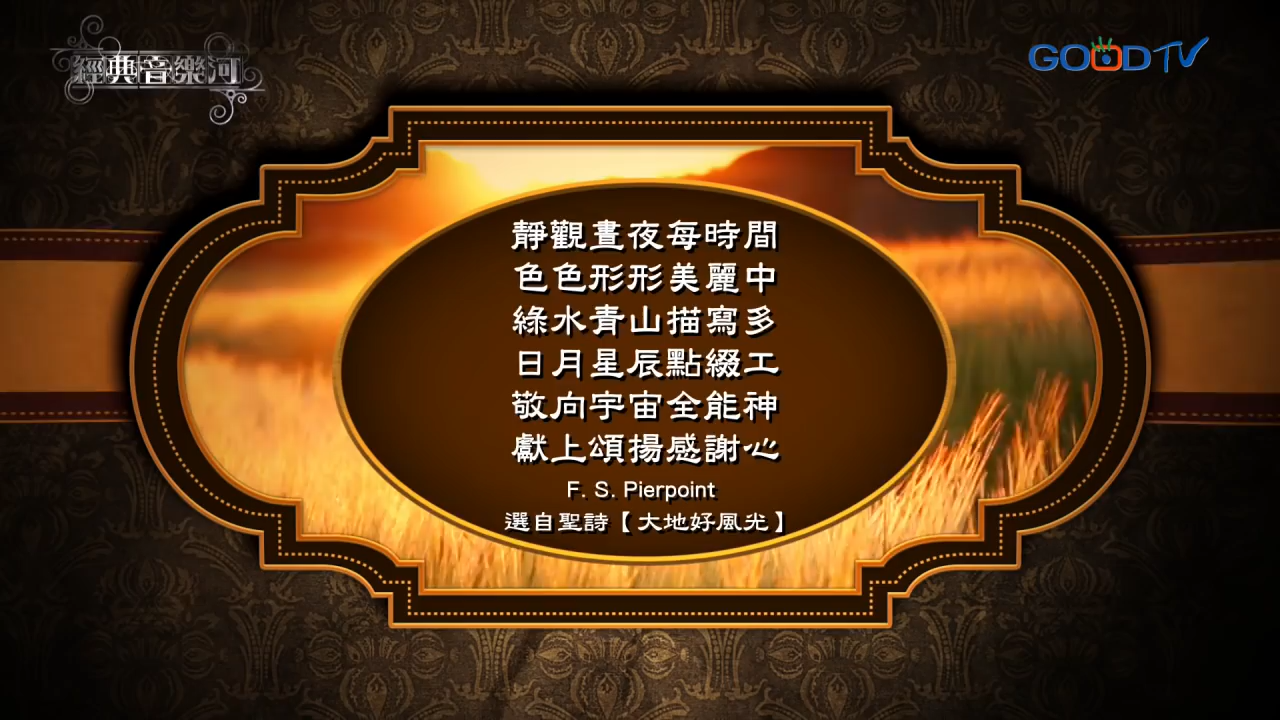 經典音樂河
GOOD TV
靜觀晝夜每時間
色色形形美麗中
綠水青山描寫多
日月星辰點綴工
敬向宇宙全能神
獻上頌揚感謝心
F. S. Pierpoint
選自聖詩【大地好風光】